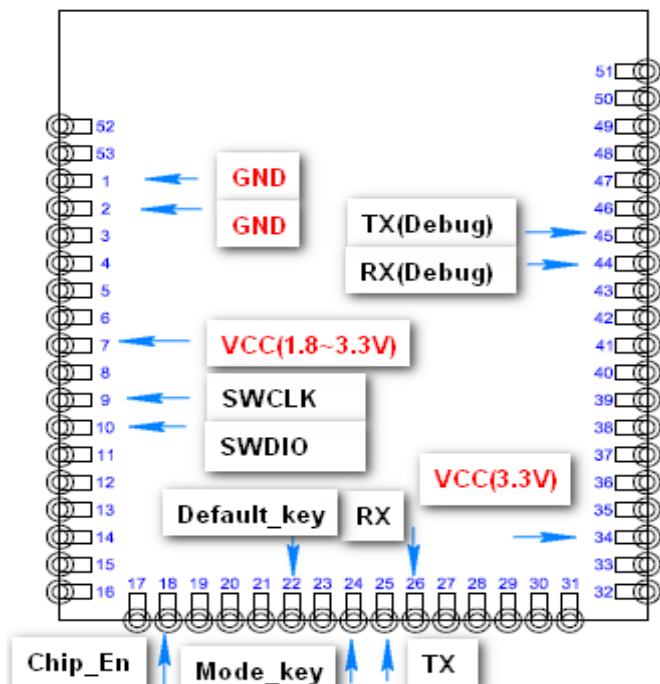 51
50
52 49
53 48
1 GND 47
2 GND 46
3 TX(Debug) 45
4 RX(Debug) 44
5 43
6 42
7 VCC(1.8~3.3V) 41
8 40
9 SWCLK 39
10 SWDIO 38
11 37
12 VCC(3.3V) 36
13 Default_key RX 35
14 34
15 33
16 17 18 19 20 21 22 23 24 25 26 27 28 29 30 31 32
Chip_En Mode_key TX